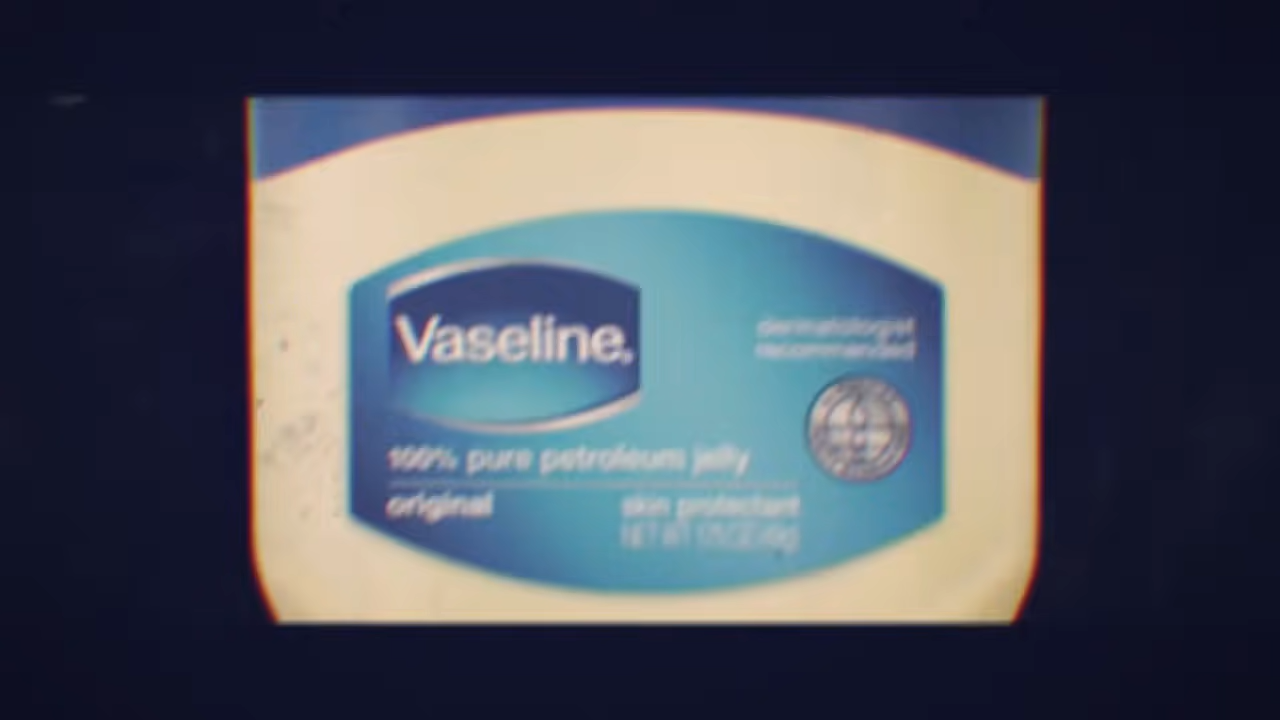 Vaseline.
dermatologist
recommended
100% pure petroleum jelly
original
skin protectant